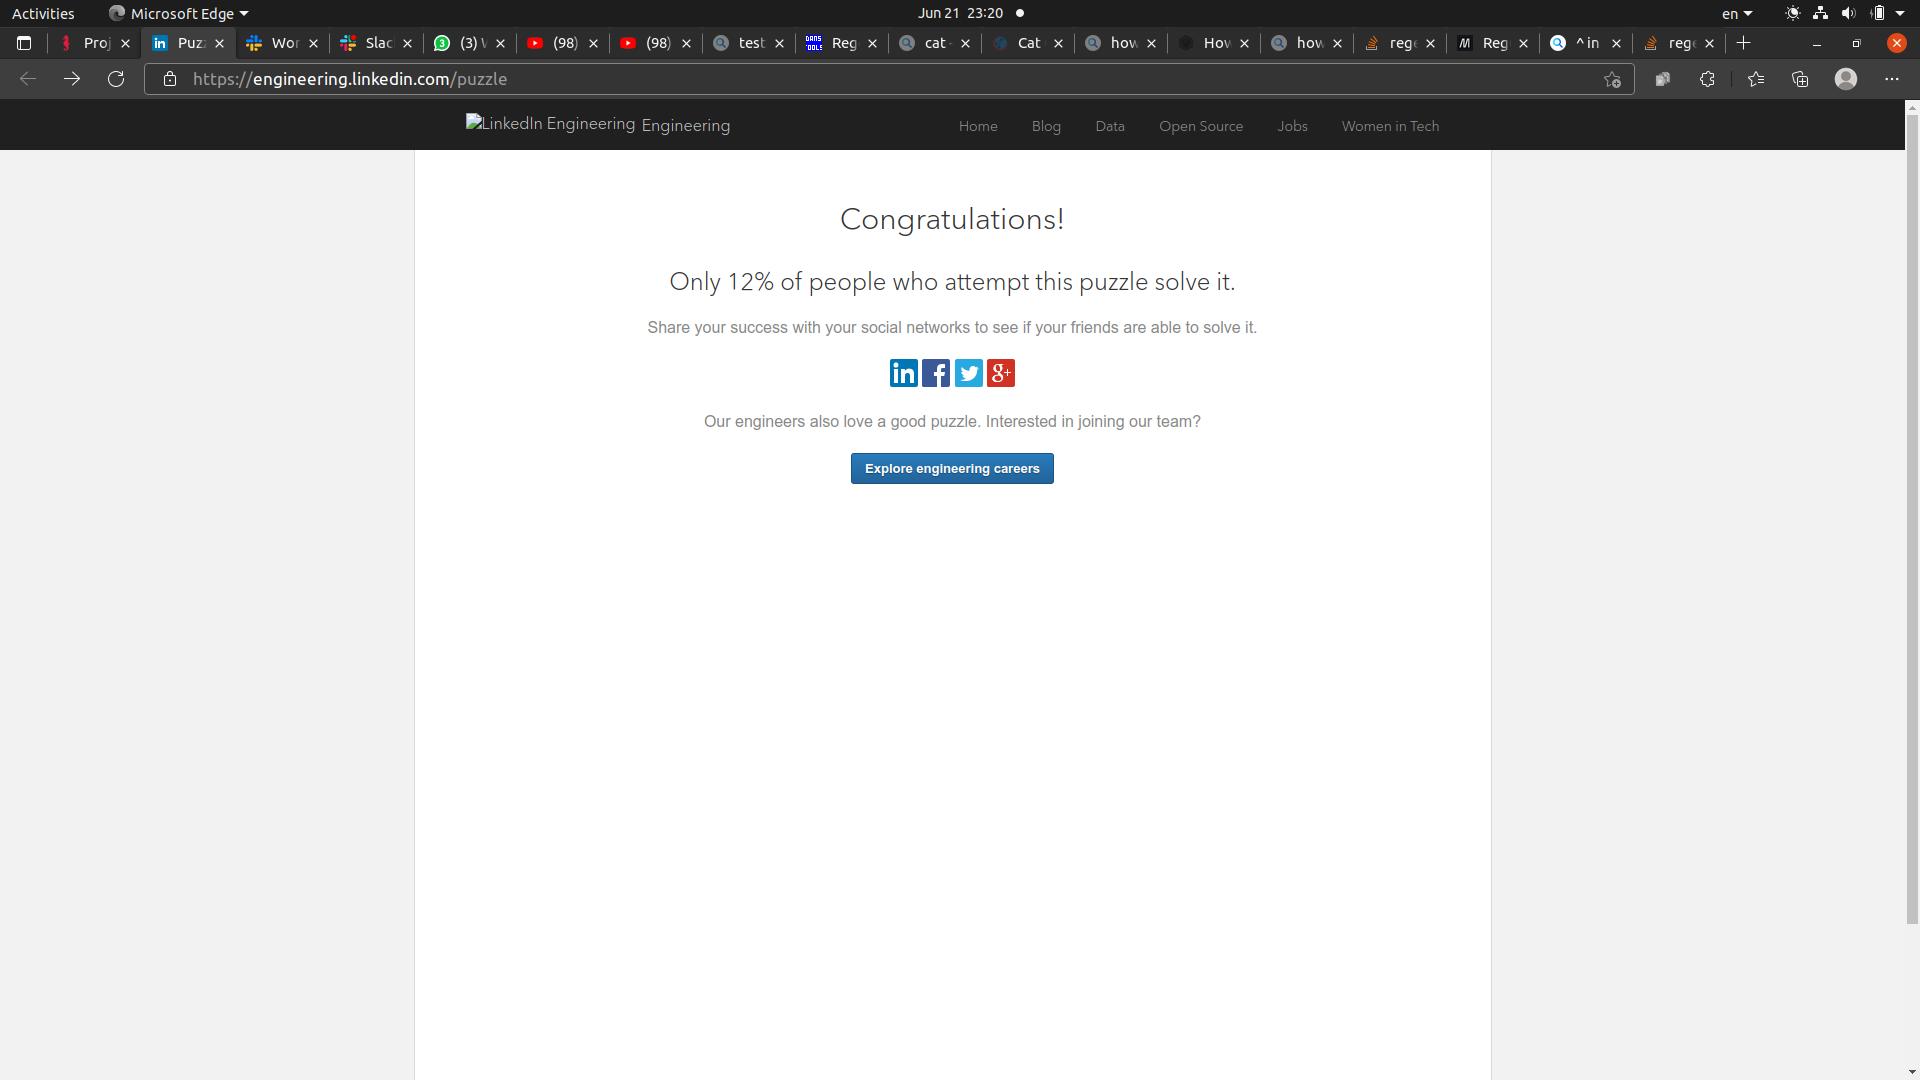 Activities Microsoft Edge Jun 21 23:20 en
Proj Puzz Wor Slac (3) (98) (98) test Reg cat - Cat how How how rege Reg ^ in rege
https://engineering.linkedin.com/puzzle
LinkedIn Engineering Engineering Home Blog Data Open Source Jobs Women in Tech
Congratulations!
Only 12% of people who attempt this puzzle solve it.
Share your success with your social networks to see if your friends are able to solve it.
in f g+
Our engineers also love a good puzzle. Interested in joining our team?
Explore engineering careers